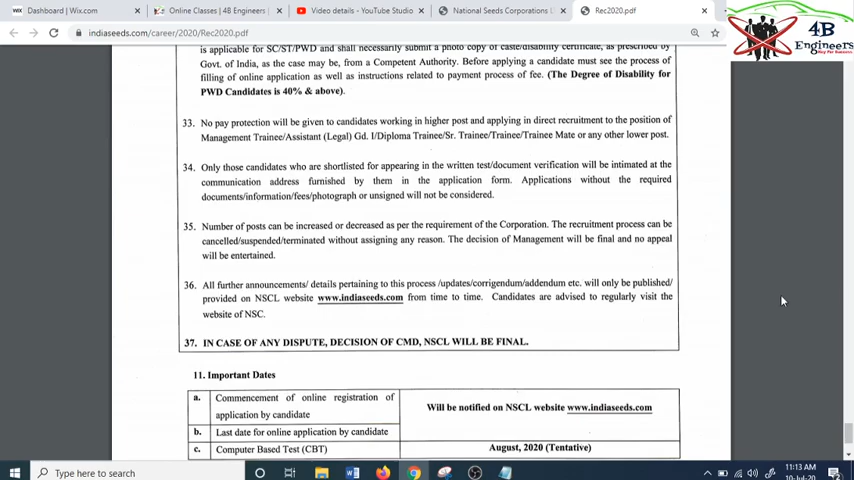 Dashboard | Wix.com
Online Classes | 4B Engineers |
Video details - YouTube Studio
National Seeds Corporations L
Rec2020.pdf
indiaseeds.com/career/2020/Rec2020.pdf
4B
Engineers
is applicable for SC/ST/PWD and shall necessarily submit a photo copy of caste/disability certificate, as prescribed by
Govt. of India, as the case may be, from a Competent Authority. Before applying a candidate must see the process of
filling of online application as well as instructions related to payment process of fee. (The Degree of Disability for
PWD Candidates is 40% & above).
33. No pay protection will be given to candidates working in higher post and applying in direct recruitment to the position of
Management Trainee/Assistant (Legal) Gd. I/Diploma Trainee/Sr. Trainee/Trainee/Trainee Mate or any other lower post.
34. Only those candidates who are shortlisted for appearing in the written test/document verification will be intimated at the
communication address furnished by them in the application form. Applications without the required
documents/information/fees/photograph or unsigned will not be considered.
35. Number of posts can be increased or decreased as per the requirement of the Corporation. The recruitment process can be
cancelled/suspended/terminated without assigning any reason. The decision of Management will be final and no appeal
will be entertained.
36. All further announcements/ details pertaining to this process /updates/corrigendum/addendum etc. will only be published/
provided on NSCL website www.indiaseeds.com from time to time. Candidates are advised to regularly visit the
website of NSC.
37. IN CASE OF ANY DISPUTE, DECISION OF CMD, NSCL WILL BE FINAL.
11. Important Dates
a. Commencement of online registration of
application by candidate
Will be notified on NSCL website www.indiaseeds.com
b. Last date for online application by candidate
c. Computer Based Test (CBT) August, 2020 (Tentative)
Type here to search
11:13 AM
10-Jul-20